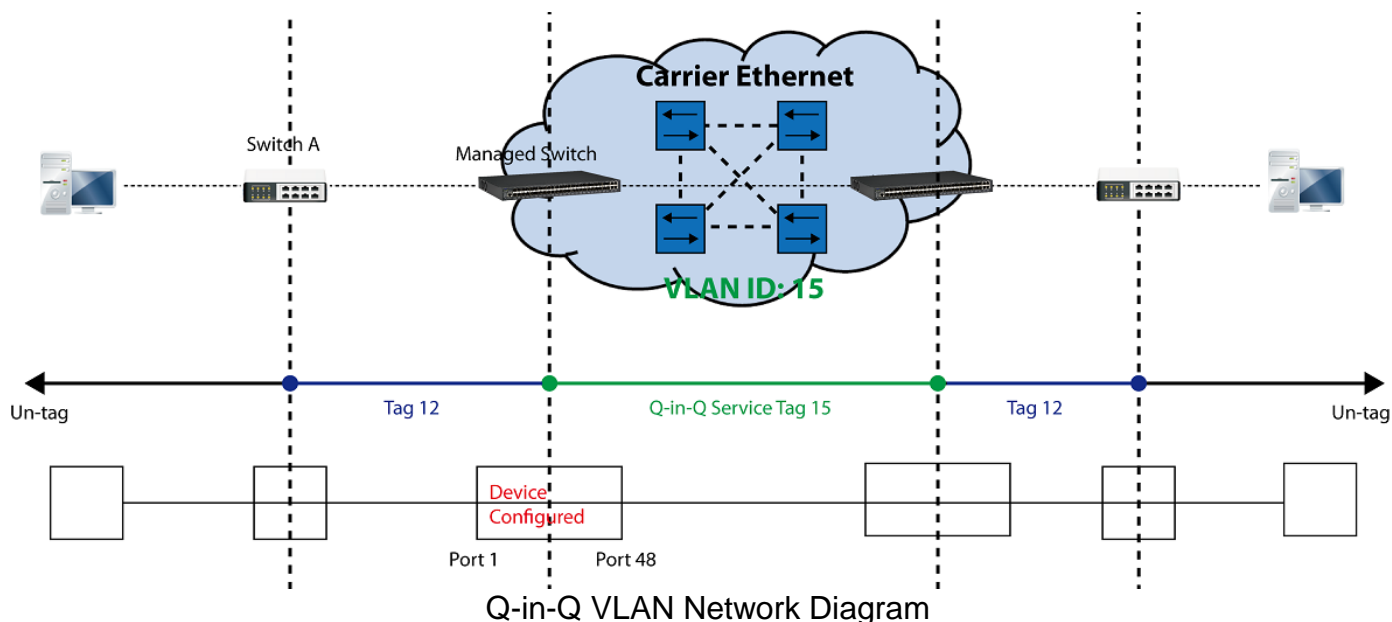 Carrier Ethernet
Switch A
Managed Switch
VLAN ID: 15
Un-tag
Tag 12
Q-in-Q Service Tag 15
Tag 12
Un-tag
Device
Configured
Port 1
Port 48
Q-in-Q VLAN Network Diagram